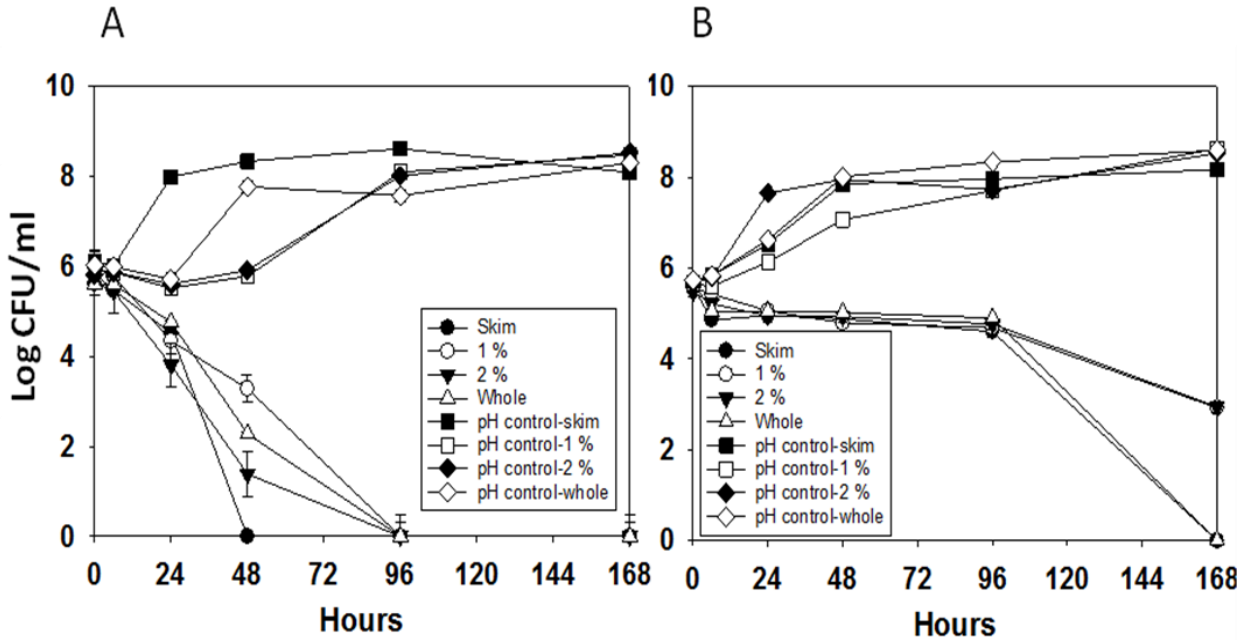 A
B
10
8
6
4
2
0
Log CFU/ml
0 24 48 72 96 120 144 168
Hours
Skim
1 %
2 %
Whole
pH control-skim
pH control-1 %
pH control-2 %
pH control-whole
10
8
6
4
2
0
0 24 48 72 96 120 144 168
Hours
Skim
1 %
2 %
Whole
pH control-skim
pH control-1 %
pH control-2 %
pH control-whole